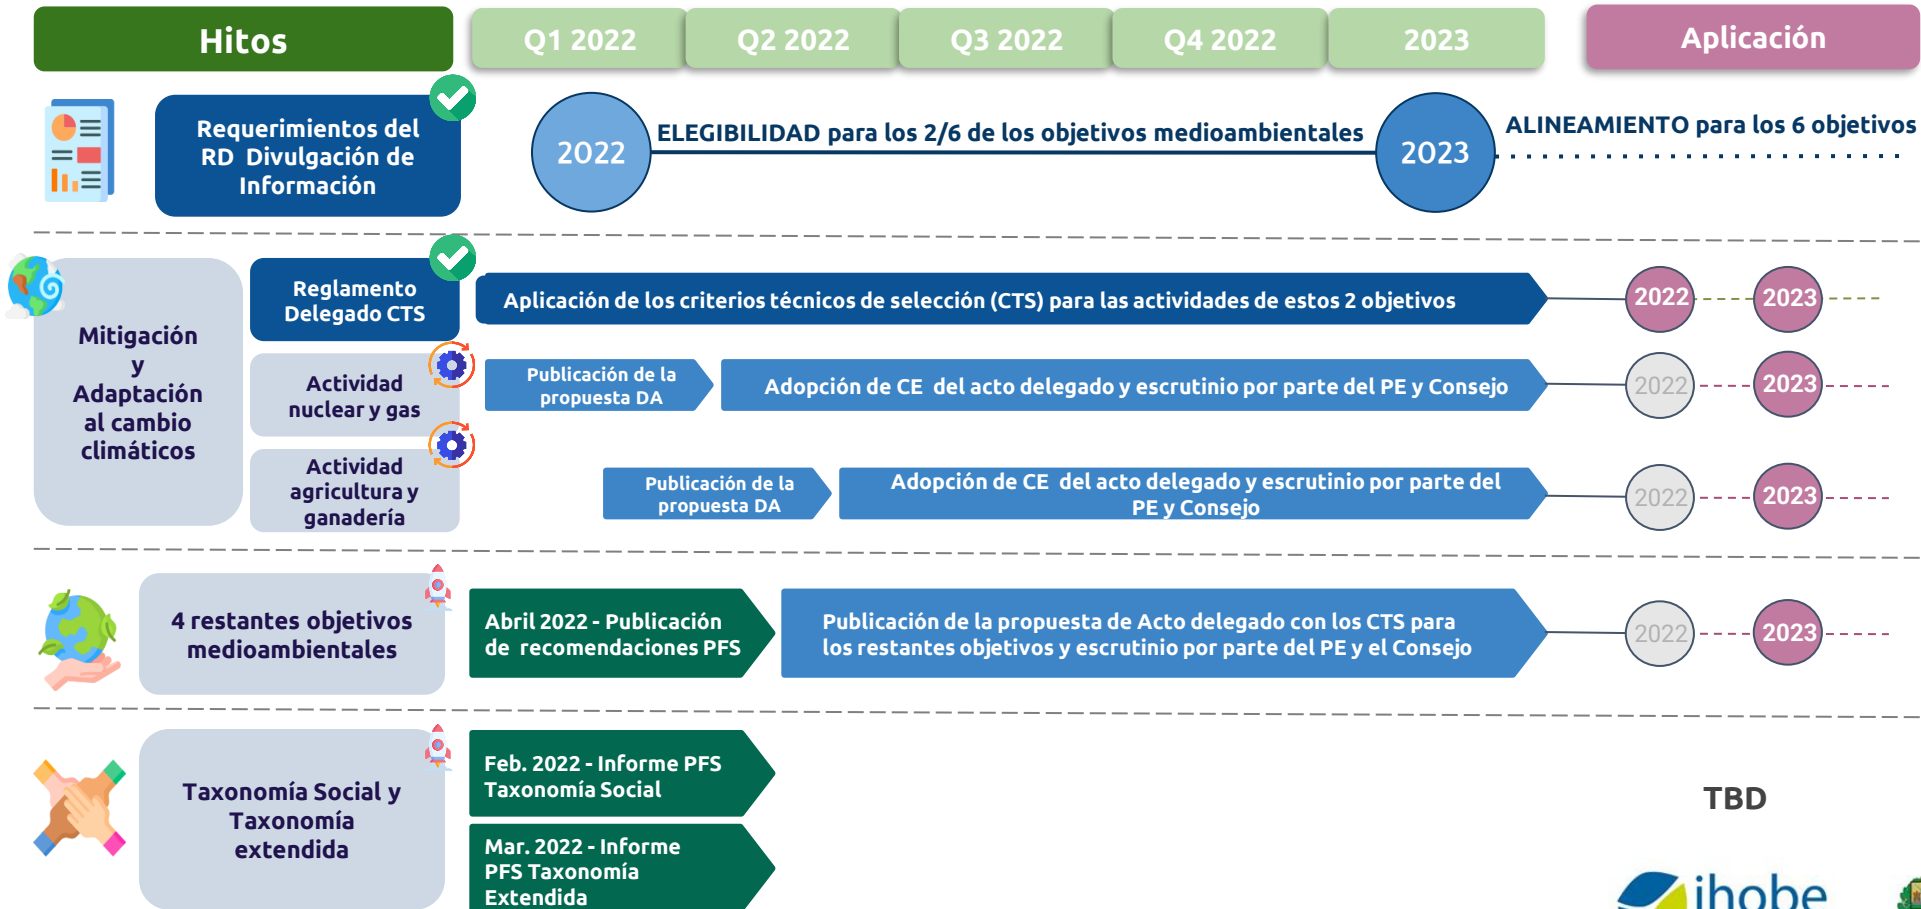 Hitos
Q1 2022
Q2 2022
Q3 2022
Q4 2022
2023
Aplicación
Requerimientos del
RD Divulgación de
Información
2022
ELEGIBILIDAD para los 2/6 de los objetivos medioambientales
2023
ALINEAMIENTO para los 6 objetivos
Mitigación
y
Adaptación
al cambio
climáticos
Reglamento
Delegado CTS
Aplicación de los criterios técnicos de selección (CTS) para las actividades de estos 2 objetivos
2022
2023
Actividad
nuclear y gas
Publicación de la
propuesta DA
Adopción de CE del acto delegado y escrutinio por parte del PE y Consejo
2022
2023
Actividad
agricultura y
ganadería
Publicación de la
propuesta DA
Adopción de CE del acto delegado y escrutinio por parte del
PE y Consejo
2022
2023
4 restantes objetivos
medioambientales
Abril 2022 - Publicación
de recomendaciones PFS
Publicación de la propuesta de Acto delegado con los CTS para
los restantes objetivos y escrutinio por parte del PE y el Consejo
2022
2023
Taxonomía Social y
Taxonomía
extendida
Feb. 2022 - Informe PFS
Taxonomía Social
Mar. 2022 - Informe
PFS Taxonomía
Extendida
TBD
ihobe